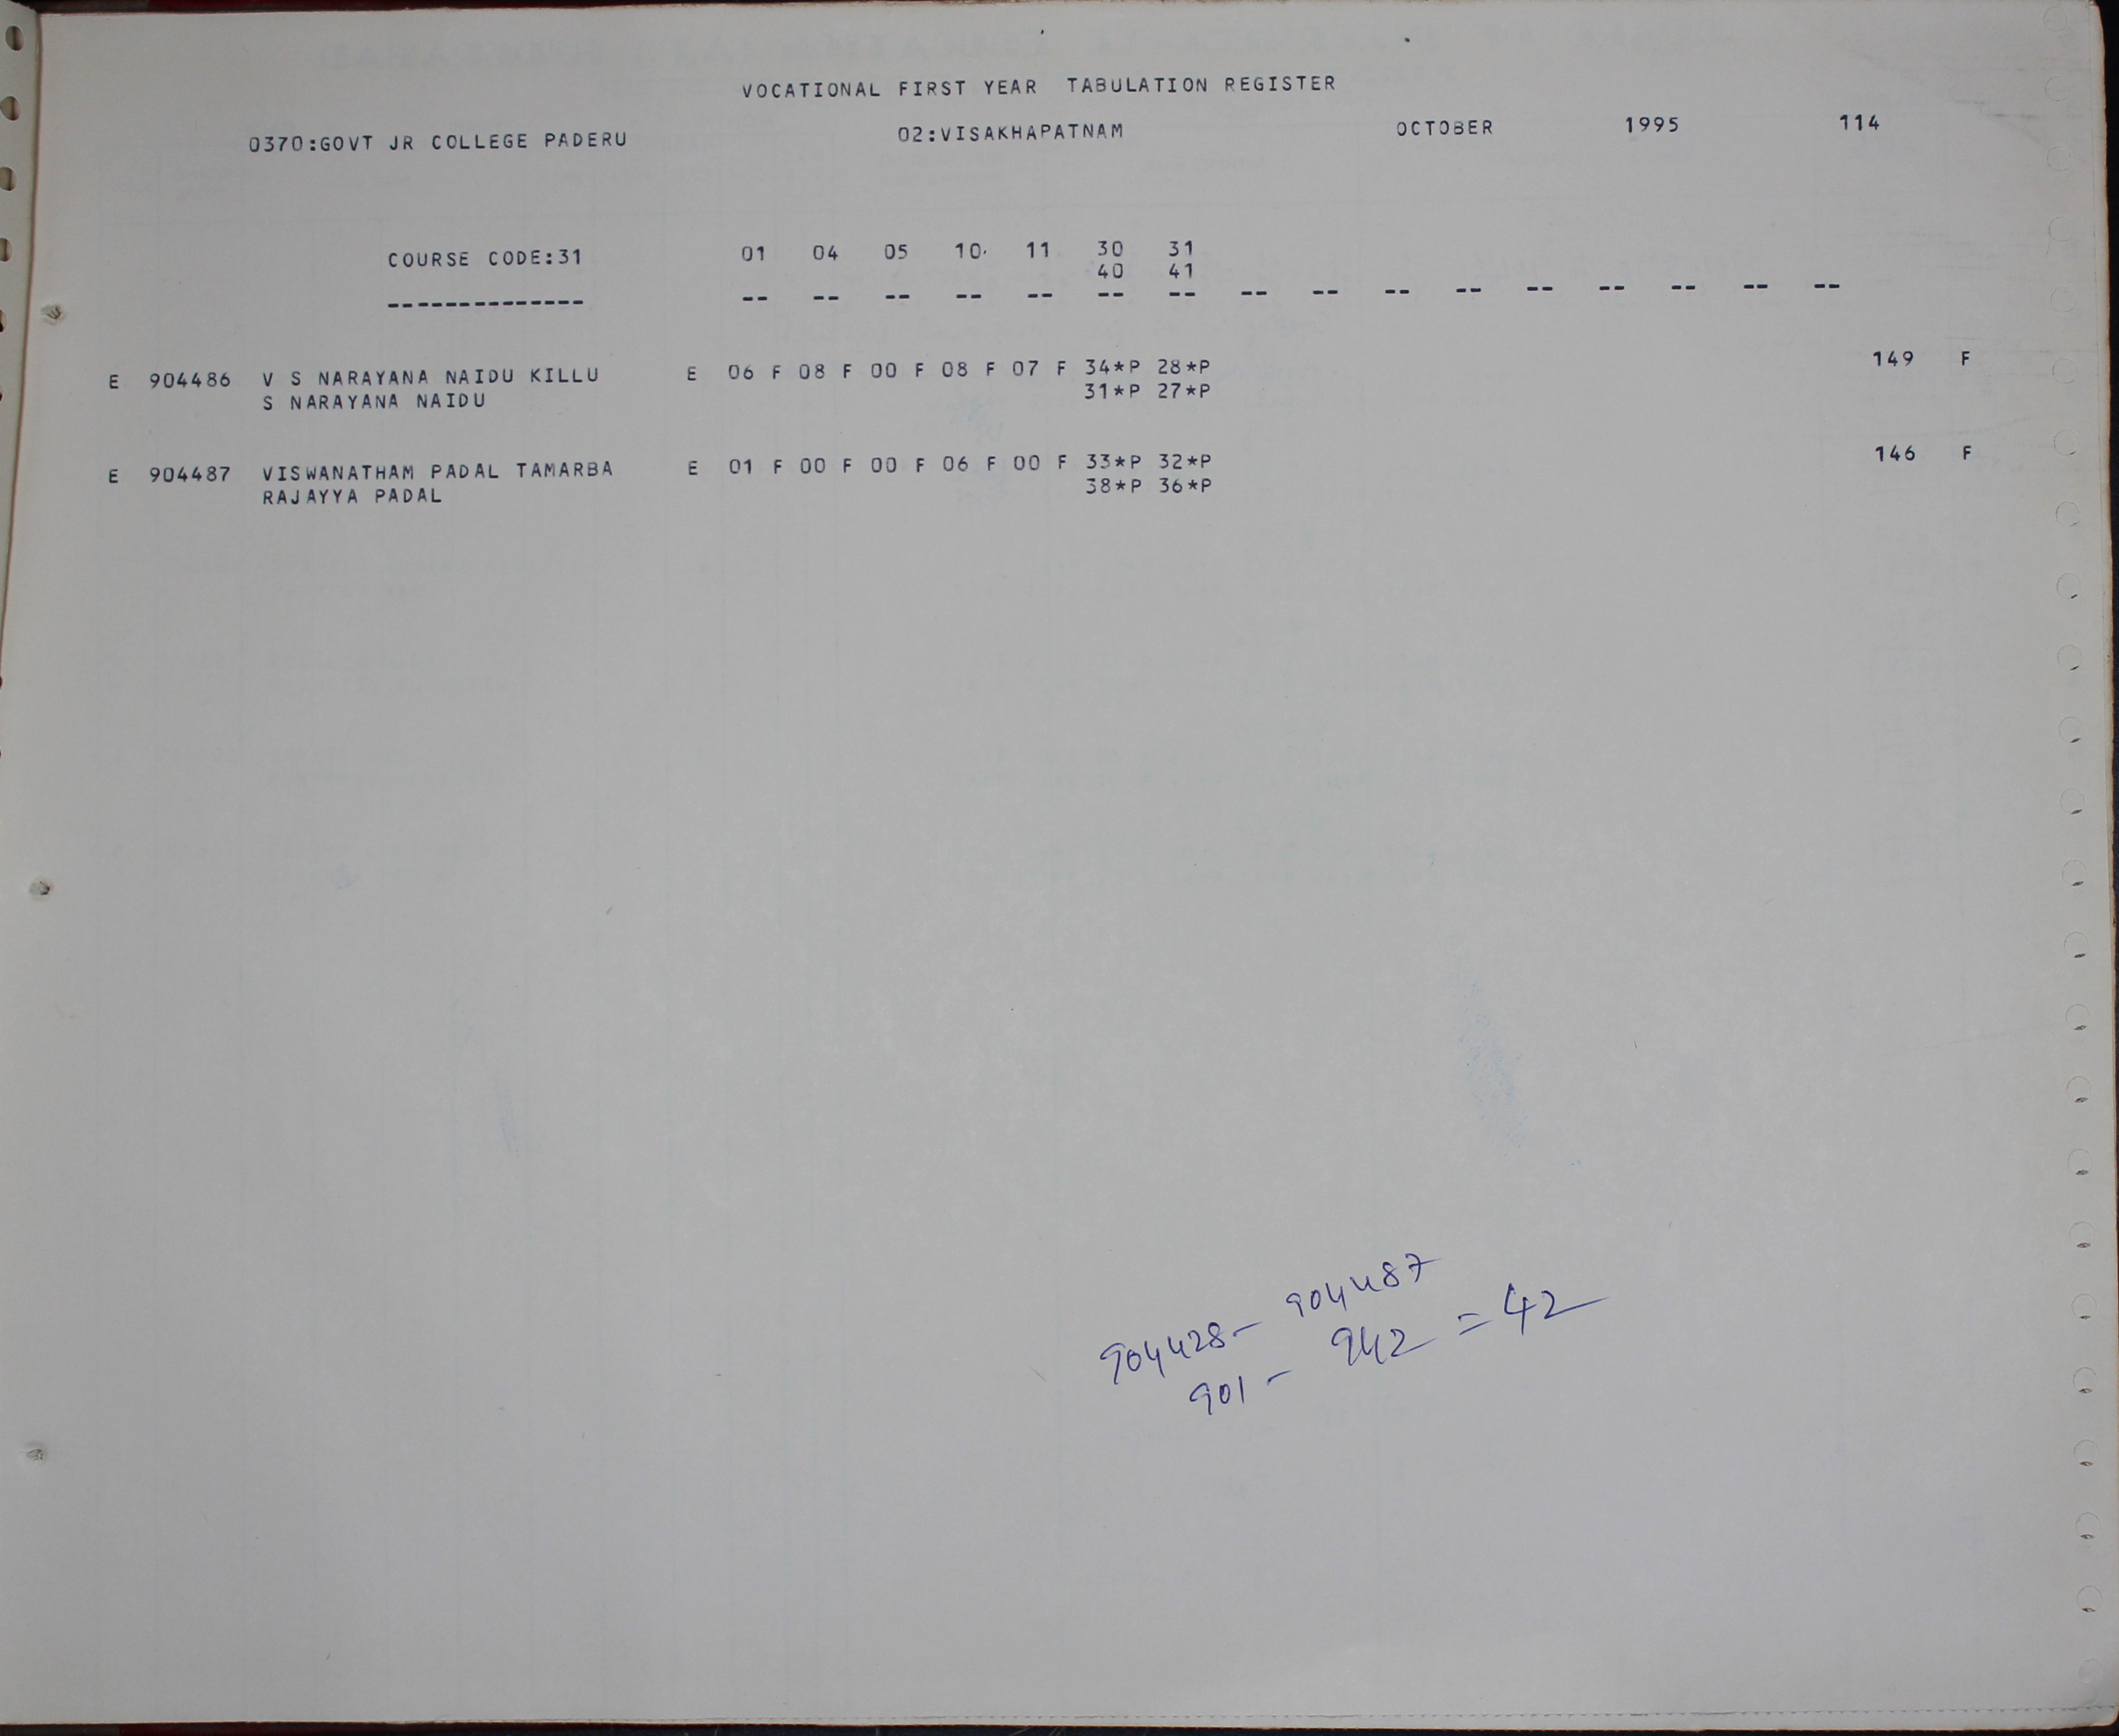 VOCATIONAL FIRST YEAR TABULATION REGISTER
0370:GOVT JR COLLEGE PADERU 02:VISAKHAPATNAM OCTOBER 1995 114
COURSE CODE:31 01 04 05 10 11 30 31
40 41
-------------- -- -- -- -- -- -- -- -- -- -- -- -- -- -- -- --
E 904486 V S NARAYANA NAIDU KILLU E 06 F 08 F 00 F 08 F 07 F 34*P 28*P 149 F
S NARAYANA NAIDU 31*P 27*P
E 904487 VISWANATHAM PADAL TAMARBA E 01 F 00 F 00 F 06 F 00 F 33*P 32*P 146 F
RAJAYYA PADAL 38*P 36*P
904428- 904487
901 - 942 = 42